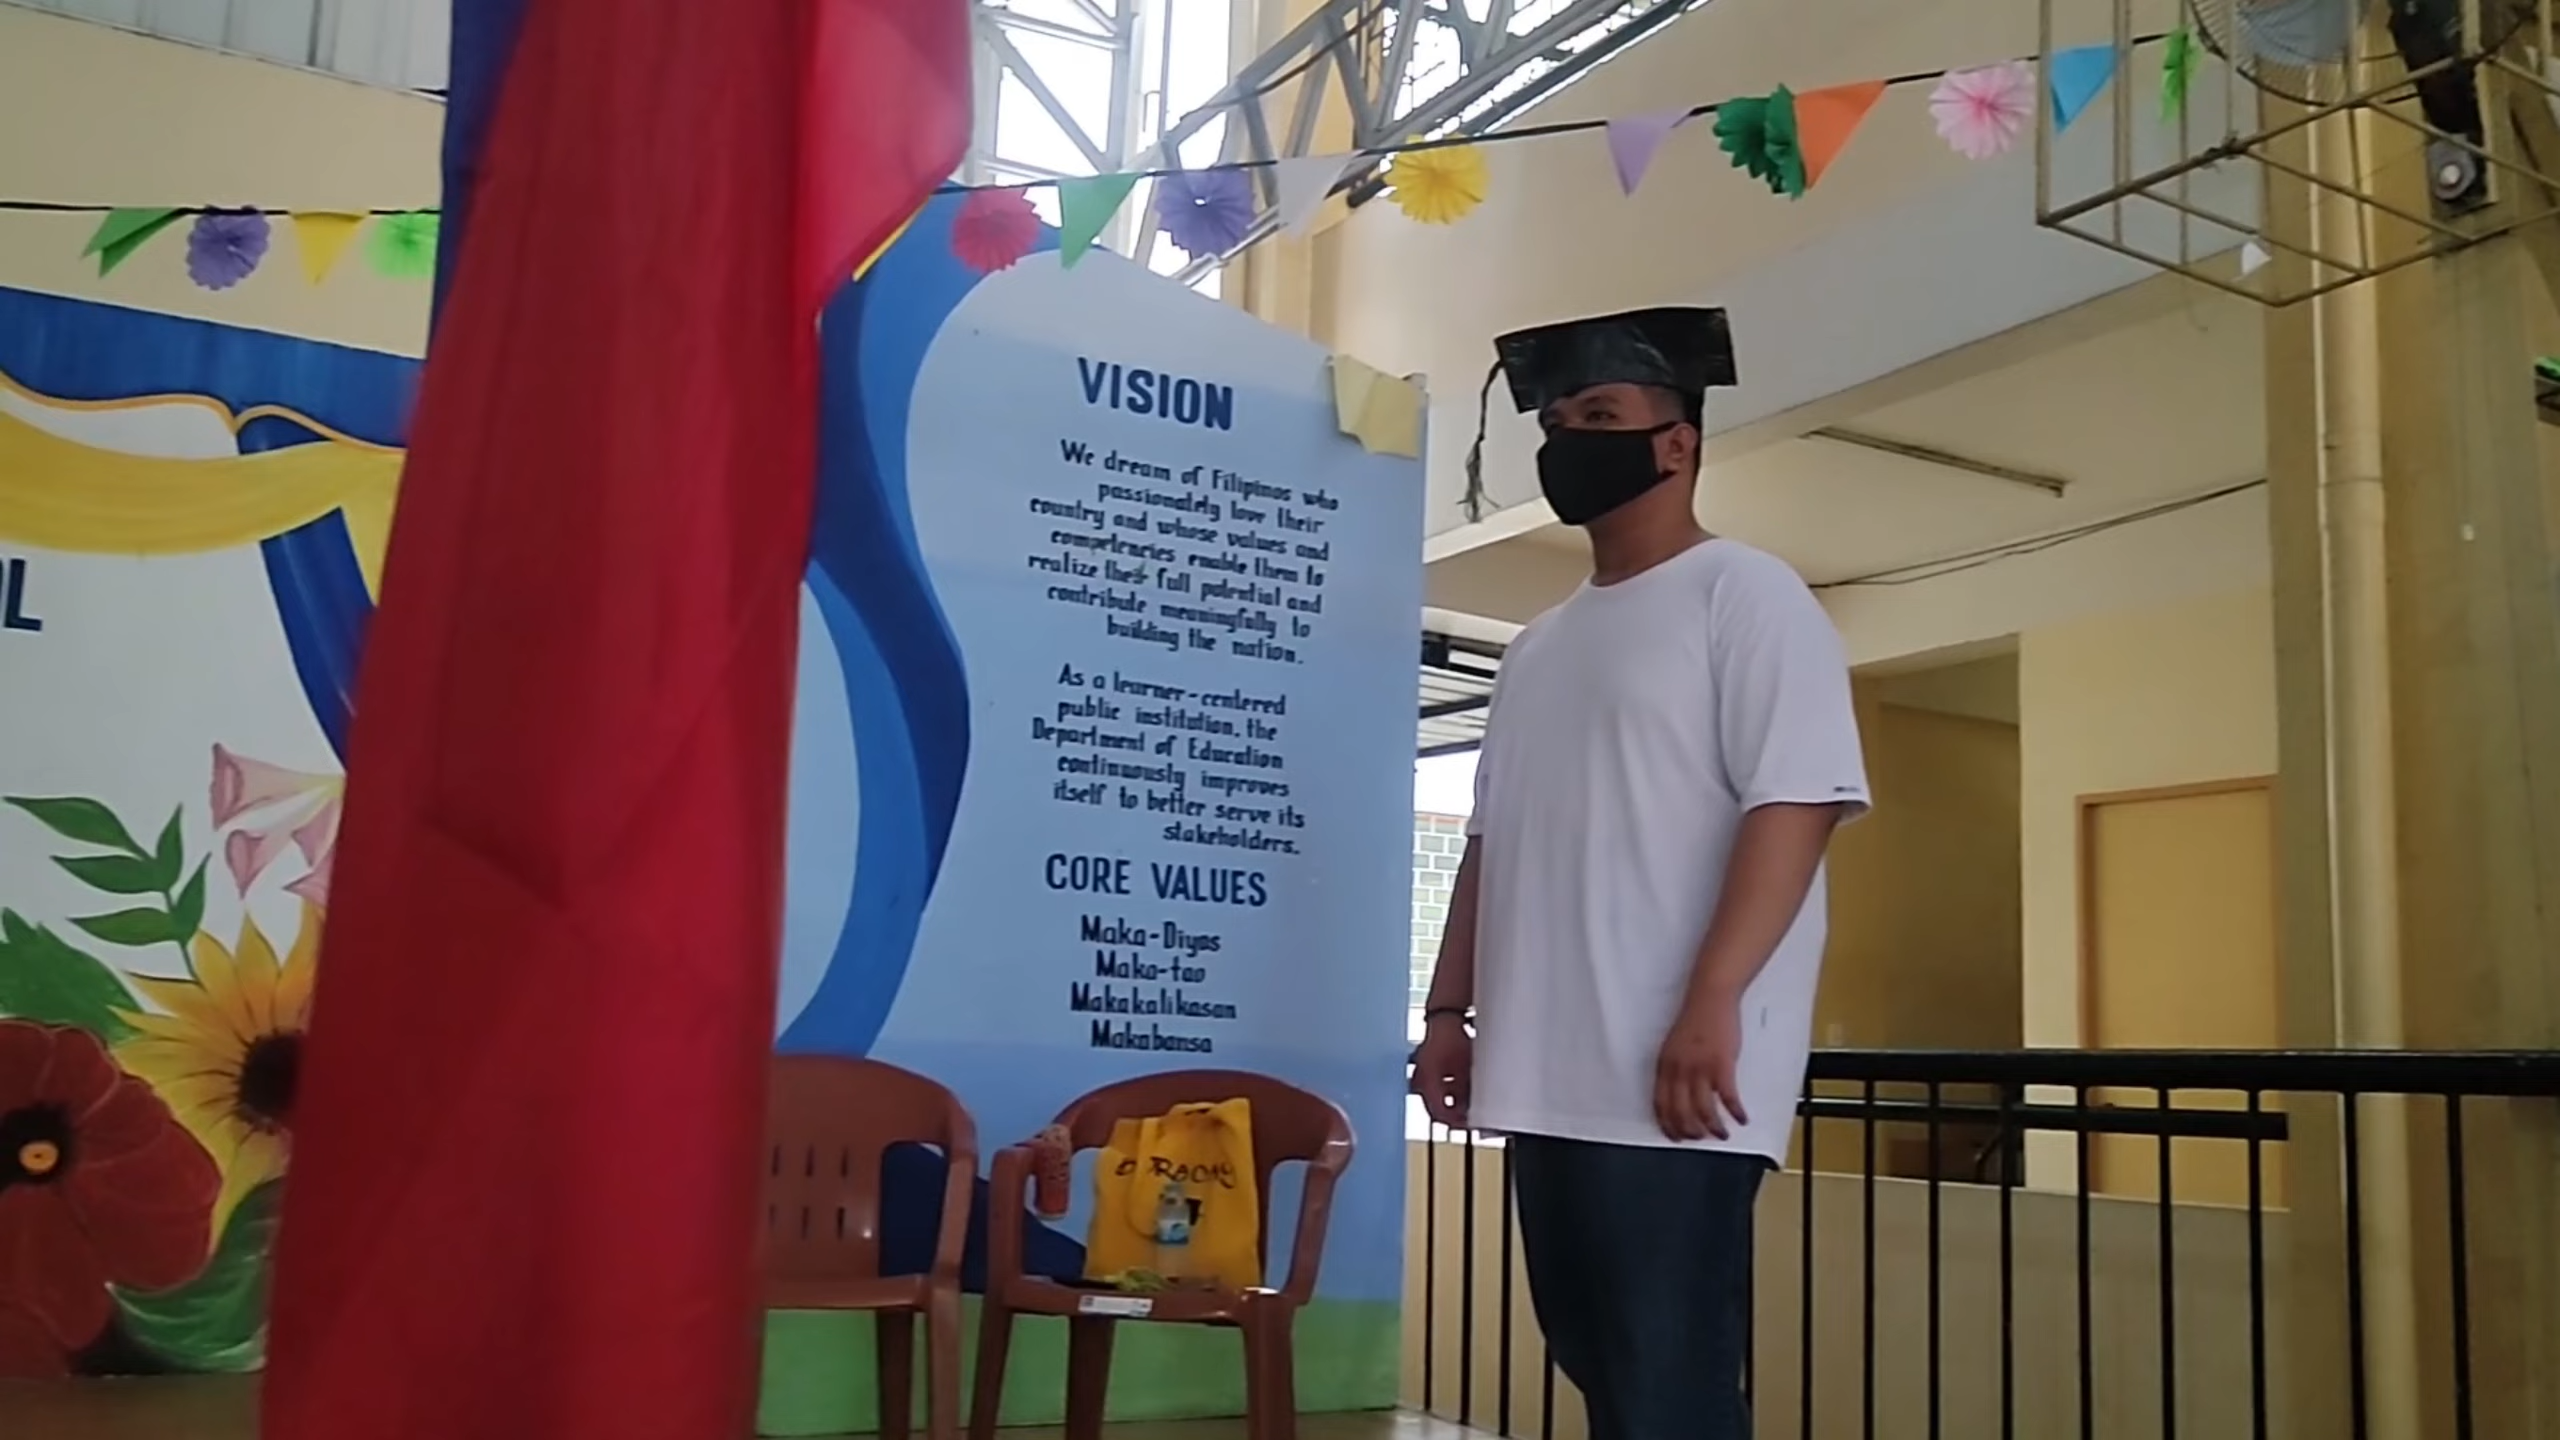 OL
VISION
We dream of Filipinos who
passionately love their
country and whose values and
competencies enable them to
realize their full potential and
contribute meaningfully to
building the nation.
As a learner-centered
public institution, the
Department of Education
continuously improves
itself to better serve its
stakeholders.
CORE VALUES
Maka-Diyos
Maka-tao
Makakalikasan
Makabansa